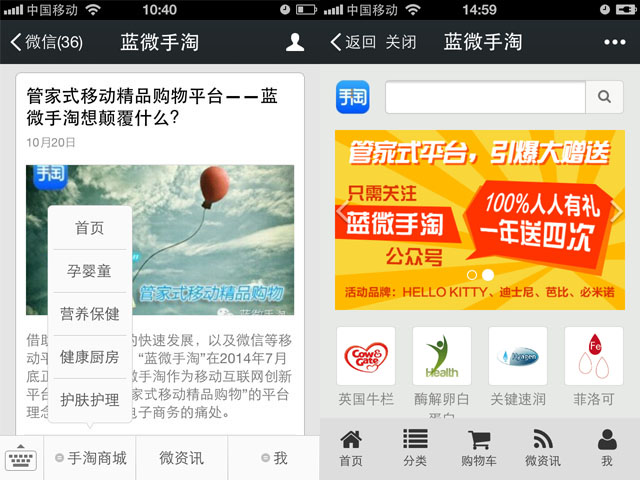 中国移动
10:40
微信(36)
蓝微手淘
管家式移动精品购物平台——蓝
微手淘想颠覆什么?
10月20日
手淘
管家式移动精品购物
蓝微手淘
首页
孕婴童
营养保健
健康厨房
护肤护理
借助
的快速发展，以及微信等移
动平
“蓝微手淘”在2014年7月
底正
微手淘作为移动互联网创新
平台
家式移动精品购物”的平台
理念
电子商务的痛处。
手淘商城
微资讯
我
中国移动
14:59
返回
关闭
蓝微手淘
手淘
管家式平台，引爆大赠送
只需关注
蓝微手淘
公众号
100%人人有礼
一年送四次
活动品牌：HELLO KITTY、迪士尼、芭比、必米诺
Cow & Gate
Health
Fe
英国牛栏
酶解卵白
蛋白
关键速润
菲洛可
首页
分类
购物车
微资讯
我